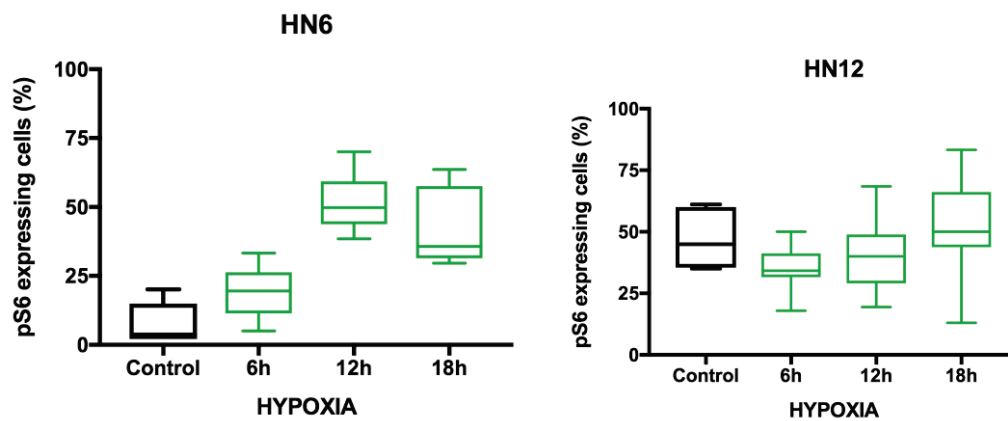 HN6
pS6 expressing cells (%)
100
75
50
25
0
Control 6h 12h 18h
HYPOXIA
HN12
pS6 expressing cells (%)
100
75
50
25
0
Control 6h 12h 18h
HYPOXIA